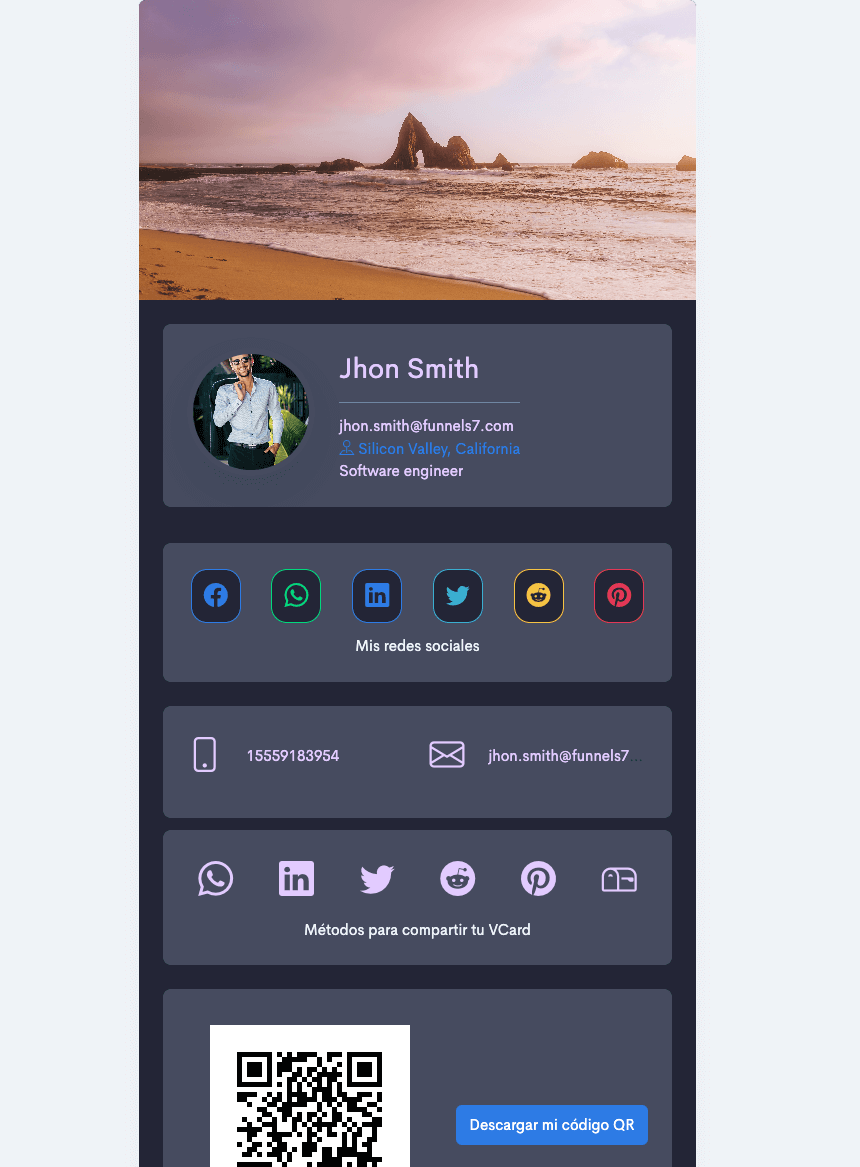 Jhon Smith
jhon.smith@funnels7.com
Silicon Valley, California
Software engineer
Mis redes sociales
15559183954
jhon.smith@funnels7...
Métodos para compartir tu VCard
Descargar mi código QR